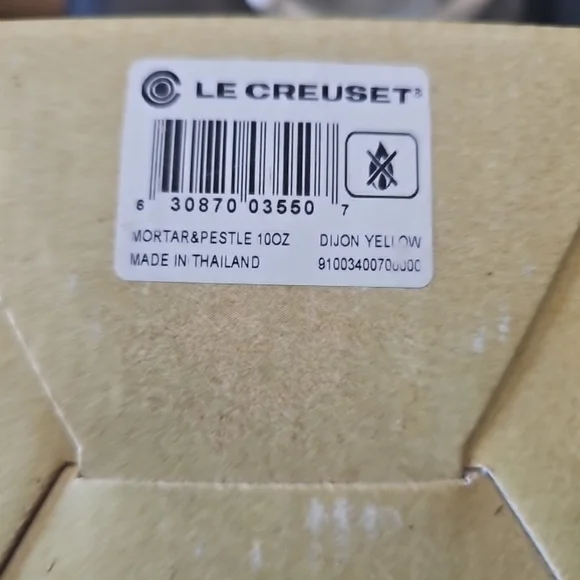 LE CREUSET®
6 30870 03550 7
MORTAR&PESTLE 10OZ DIJON YELLOW
MADE IN THAILAND